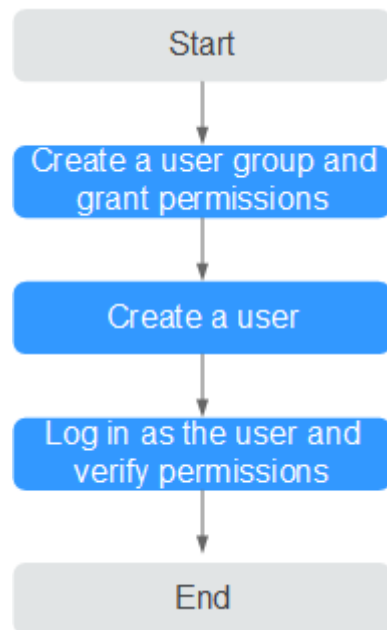 Start
Create a user group and
grant permissions
Create a user
Log in as the user and
verify permissions
End